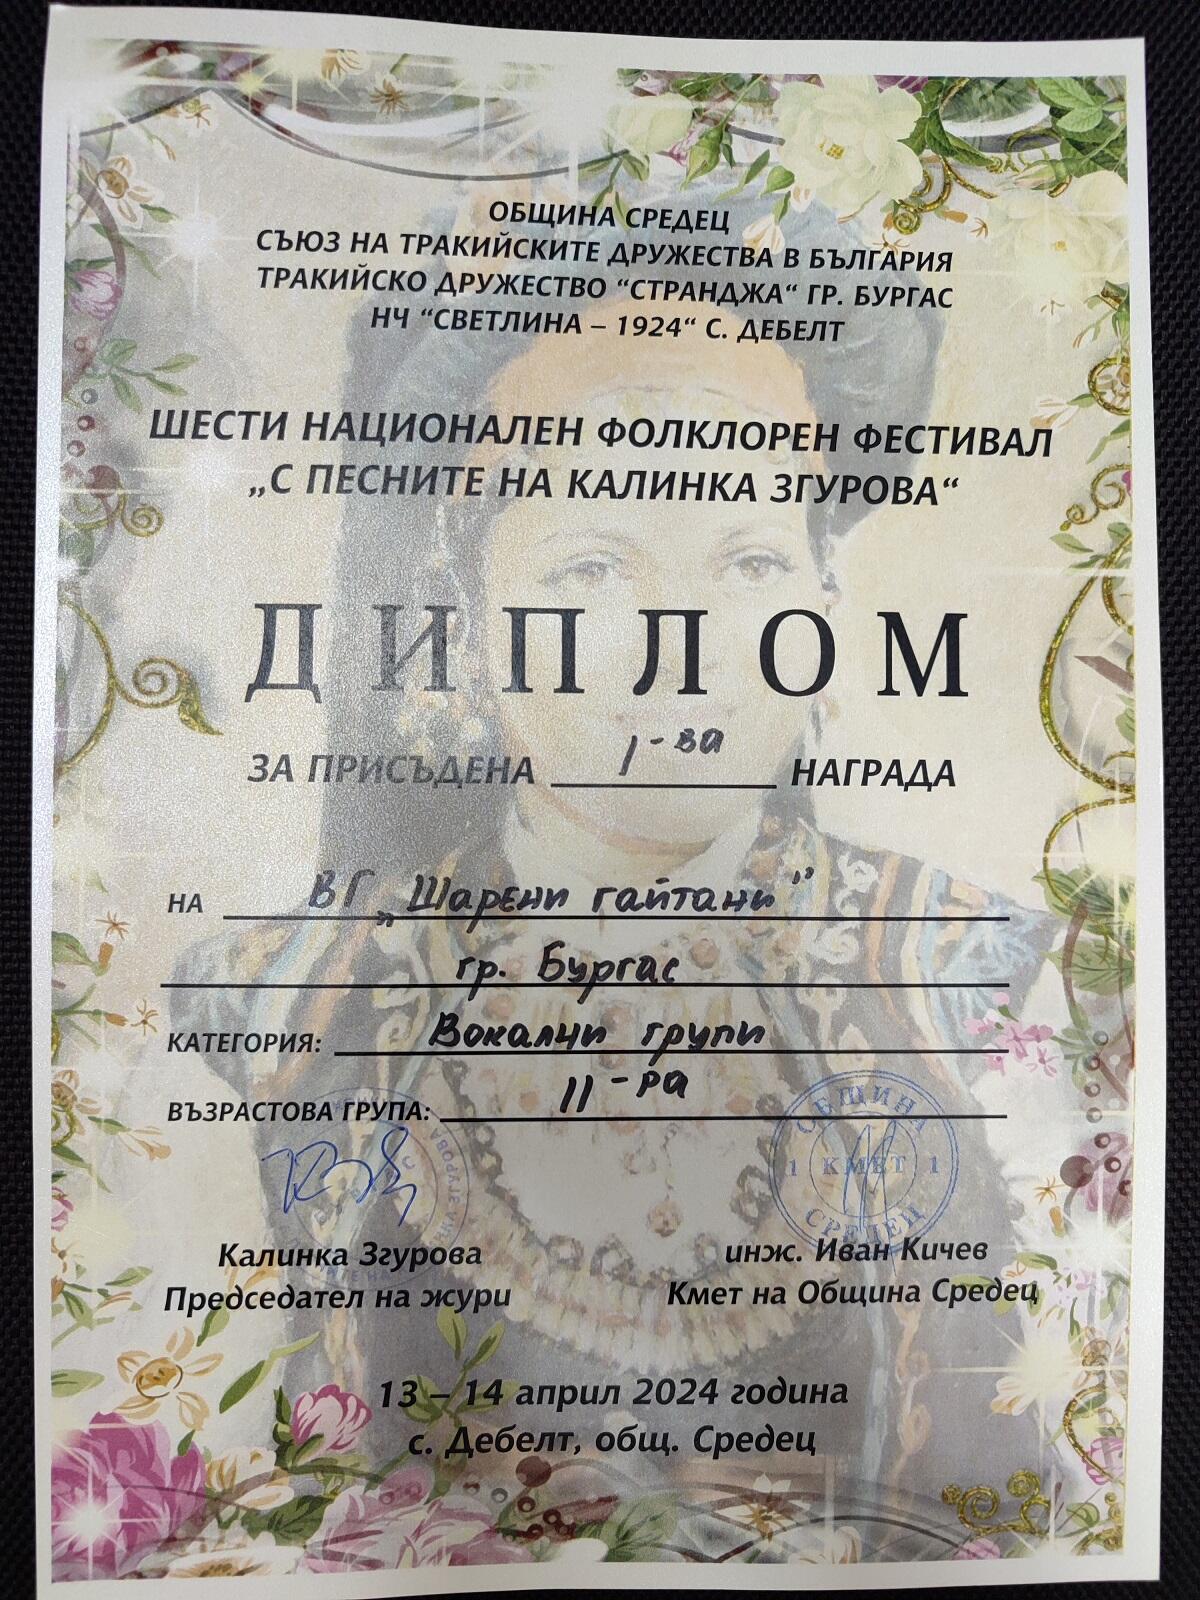 ОБЩИНА СРЕДЕЦ
СЪЮЗ НА ТРАКИЙСКИТЕ ДРУЖЕСТВА В БЪЛГАРИЯ
ТРАКИЙСКО ДРУЖЕСТВО “СТРАНДЖА“ ГР. БУРГАС
НЧ “СВЕТЛИНА – 1924“ С. ДЕБЕЛТ
ШЕСТИ НАЦИОНАЛЕН ФОЛКЛОРЕН ФЕСТИВАЛ
„С ПЕСНИТЕ НА КАЛИНКА ЗГУРОВА“
ДИПЛОМ
ЗА ПРИСЪДЕНА 1-ва НАГРАДА
НА ВГ „Шарени гайтани"
гр. Бургас
КАТЕГОРИЯ: Вокални групи
ВЪЗРАСТОВА ГРУПА: II-ра
ОБЩИНА
1 КМЕТ 1
СРЕДЕЦ
Калинка Згурова инж. Иван Кичев
Председател на жури Кмет на Община Средец
13 – 14 април 2024 година
с. Дебелт, общ. Средец